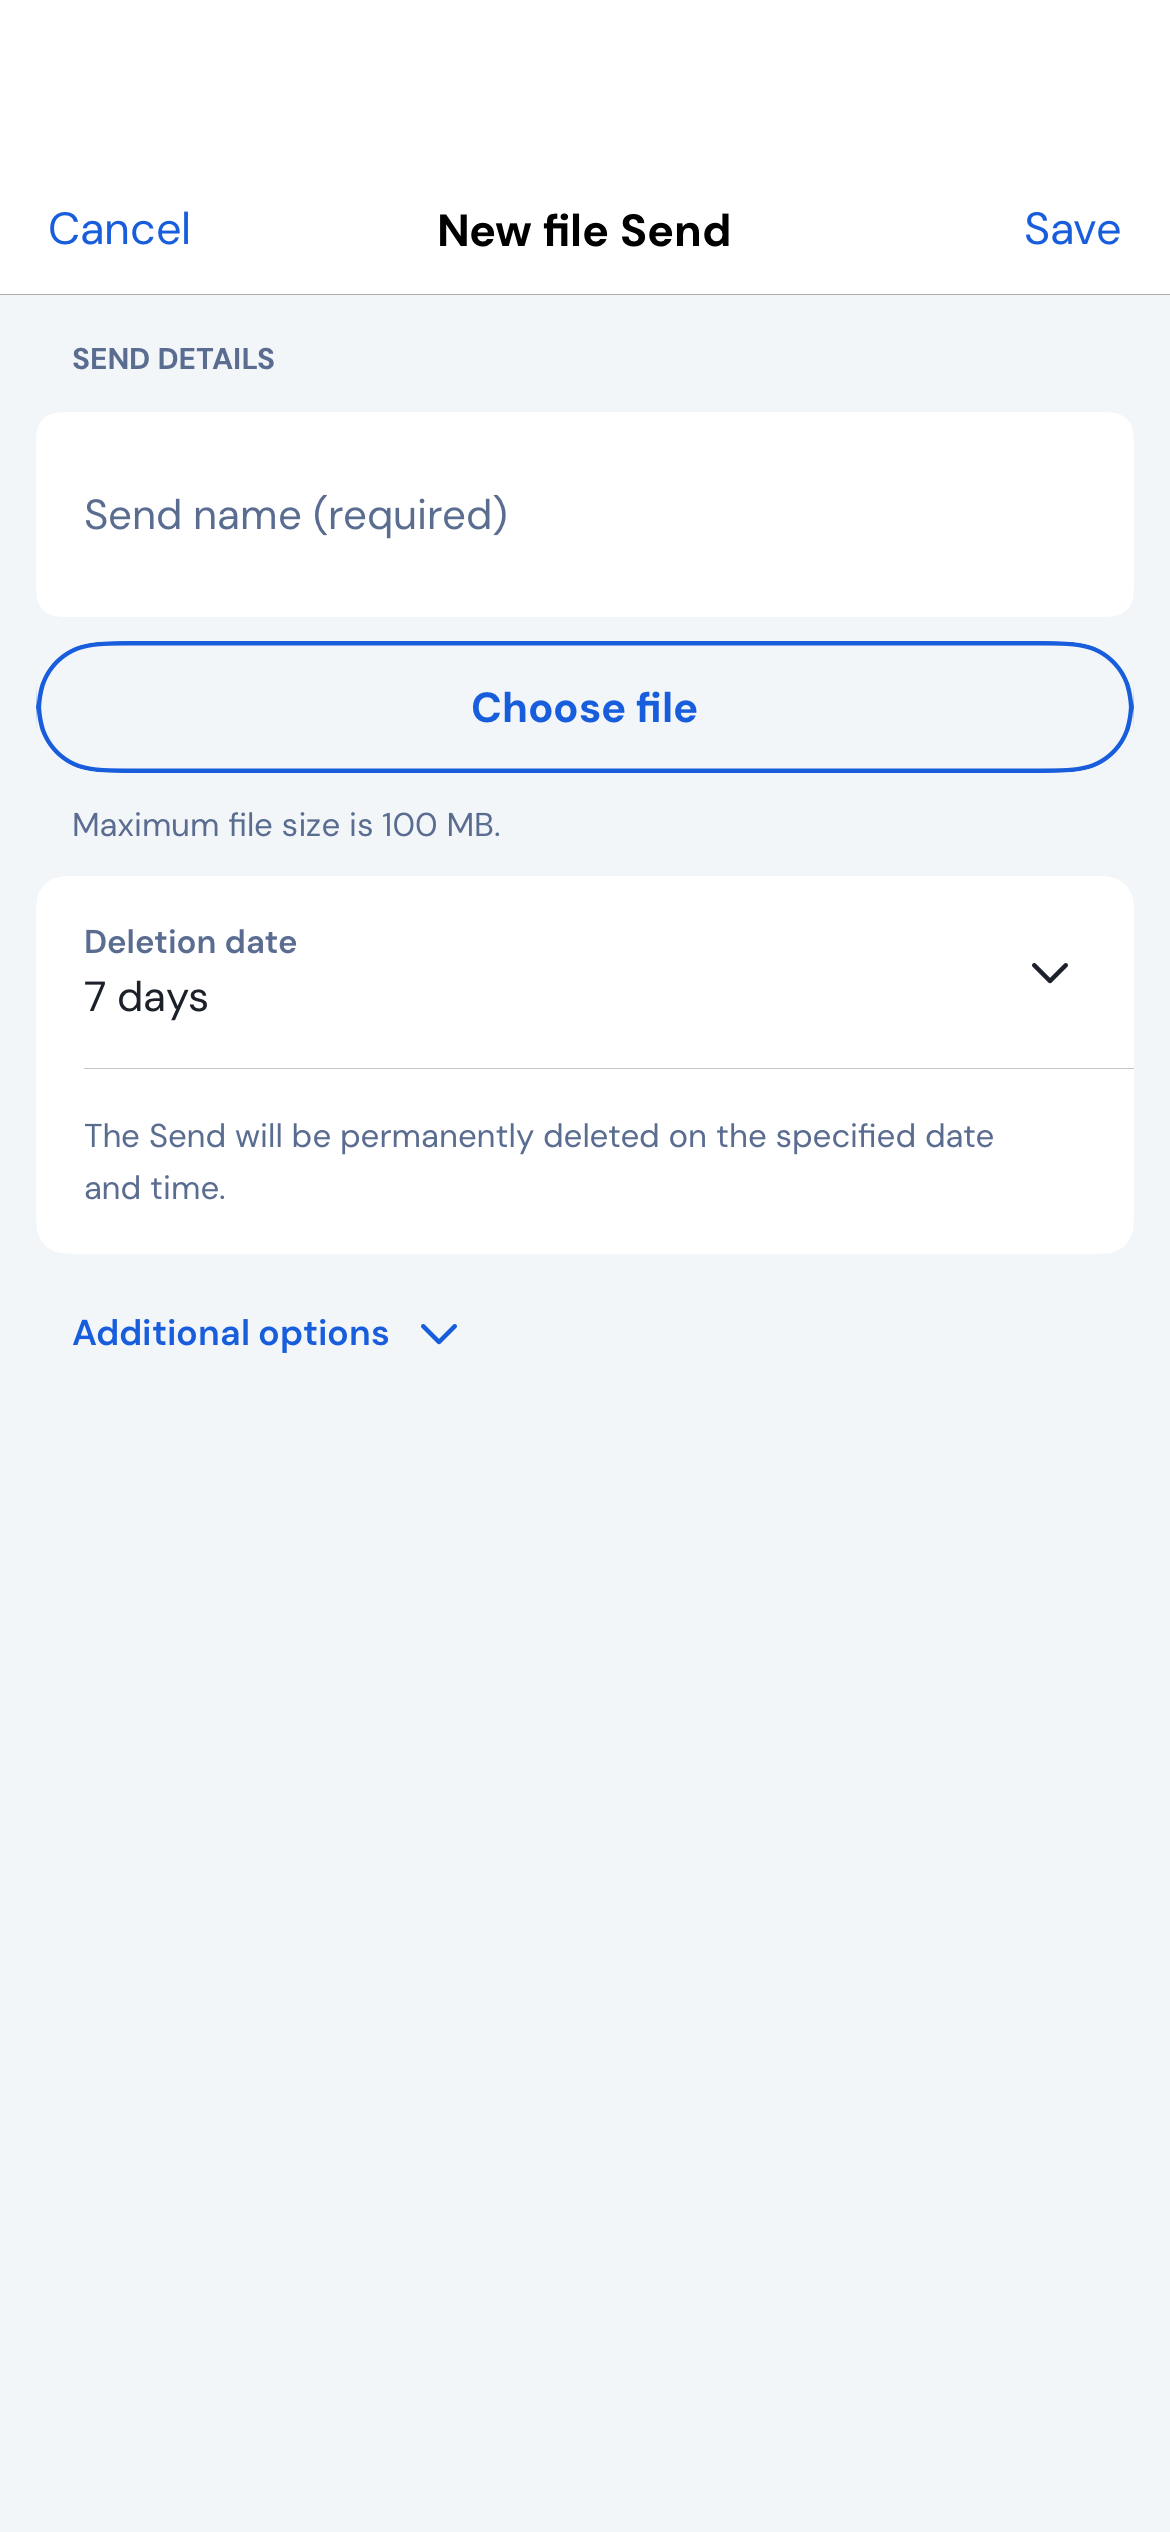 Cancel
New file Send
Save
SEND DETAILS
Send name (required)
Choose file
Maximum file size is 100 MB.
Deletion date
7 days
The Send will be permanently deleted on the specified date
and time.
Additional options